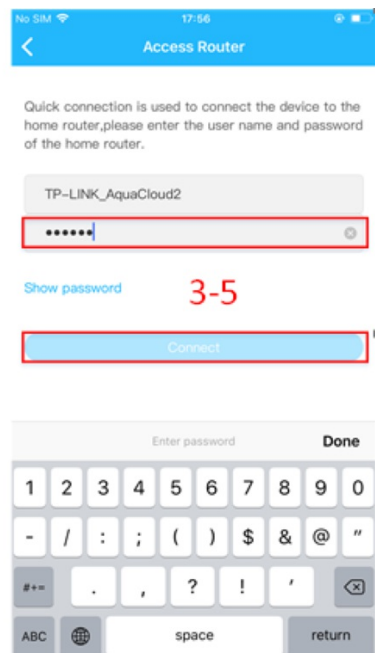 No SIM 17:56
Access Router
Quick connection is used to connect the device to the
home router,please enter the user name and password
of the home router.
TP-LINK_AquaCloud2
••••••
Show password
3-5
Connect
Enter password Done
1 2 3 4 5 6 7 8 9 0
- / : ; ( ) $ & @ "
#+= . , ? ! '
ABC space return